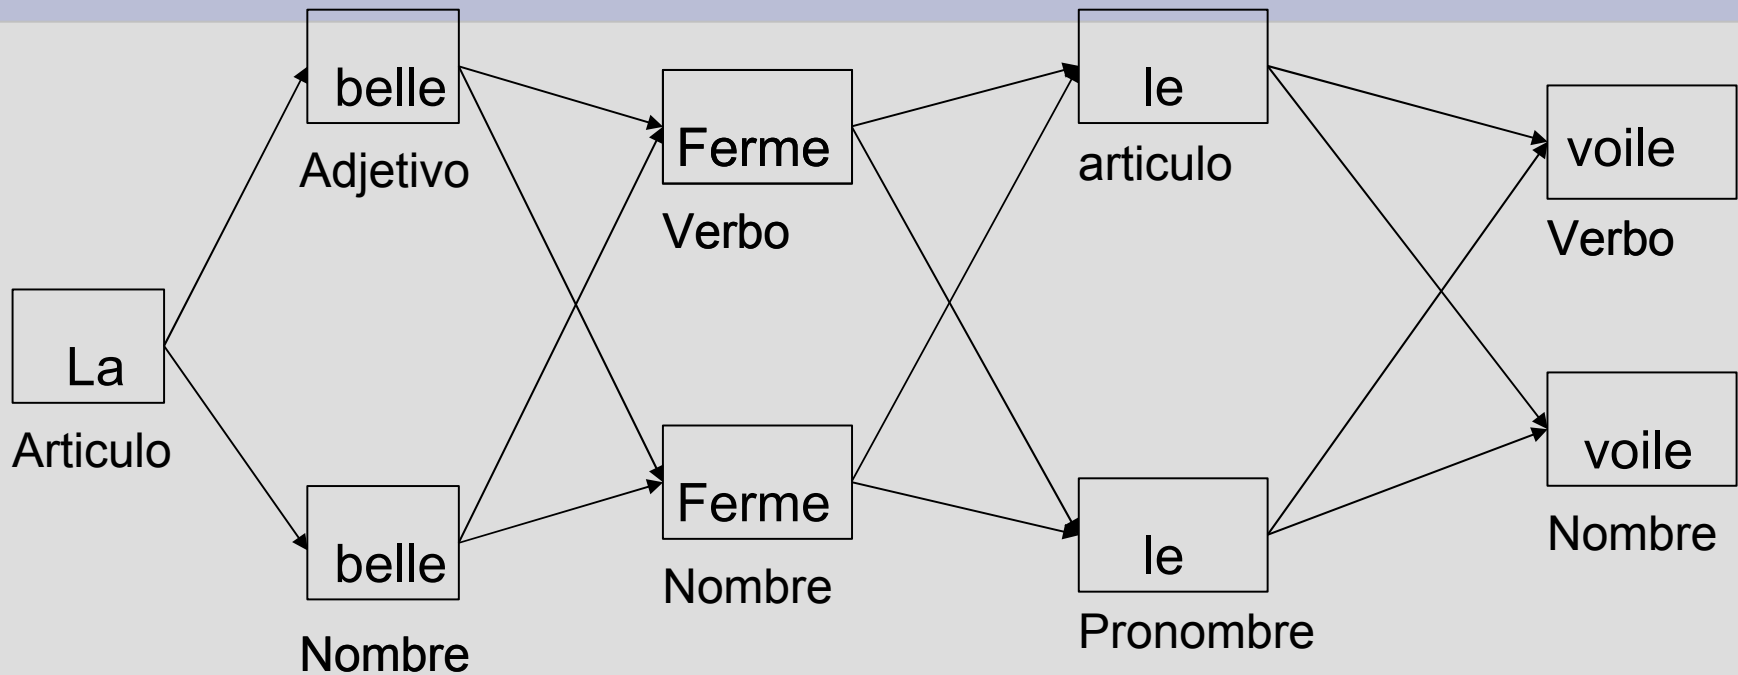 La
Articulo
belle
Adjetivo
belle
Nombre
Ferme
Verbo
Ferme
Nombre
le
articulo
le
Pronombre
voile
Verbo
voile
Nombre